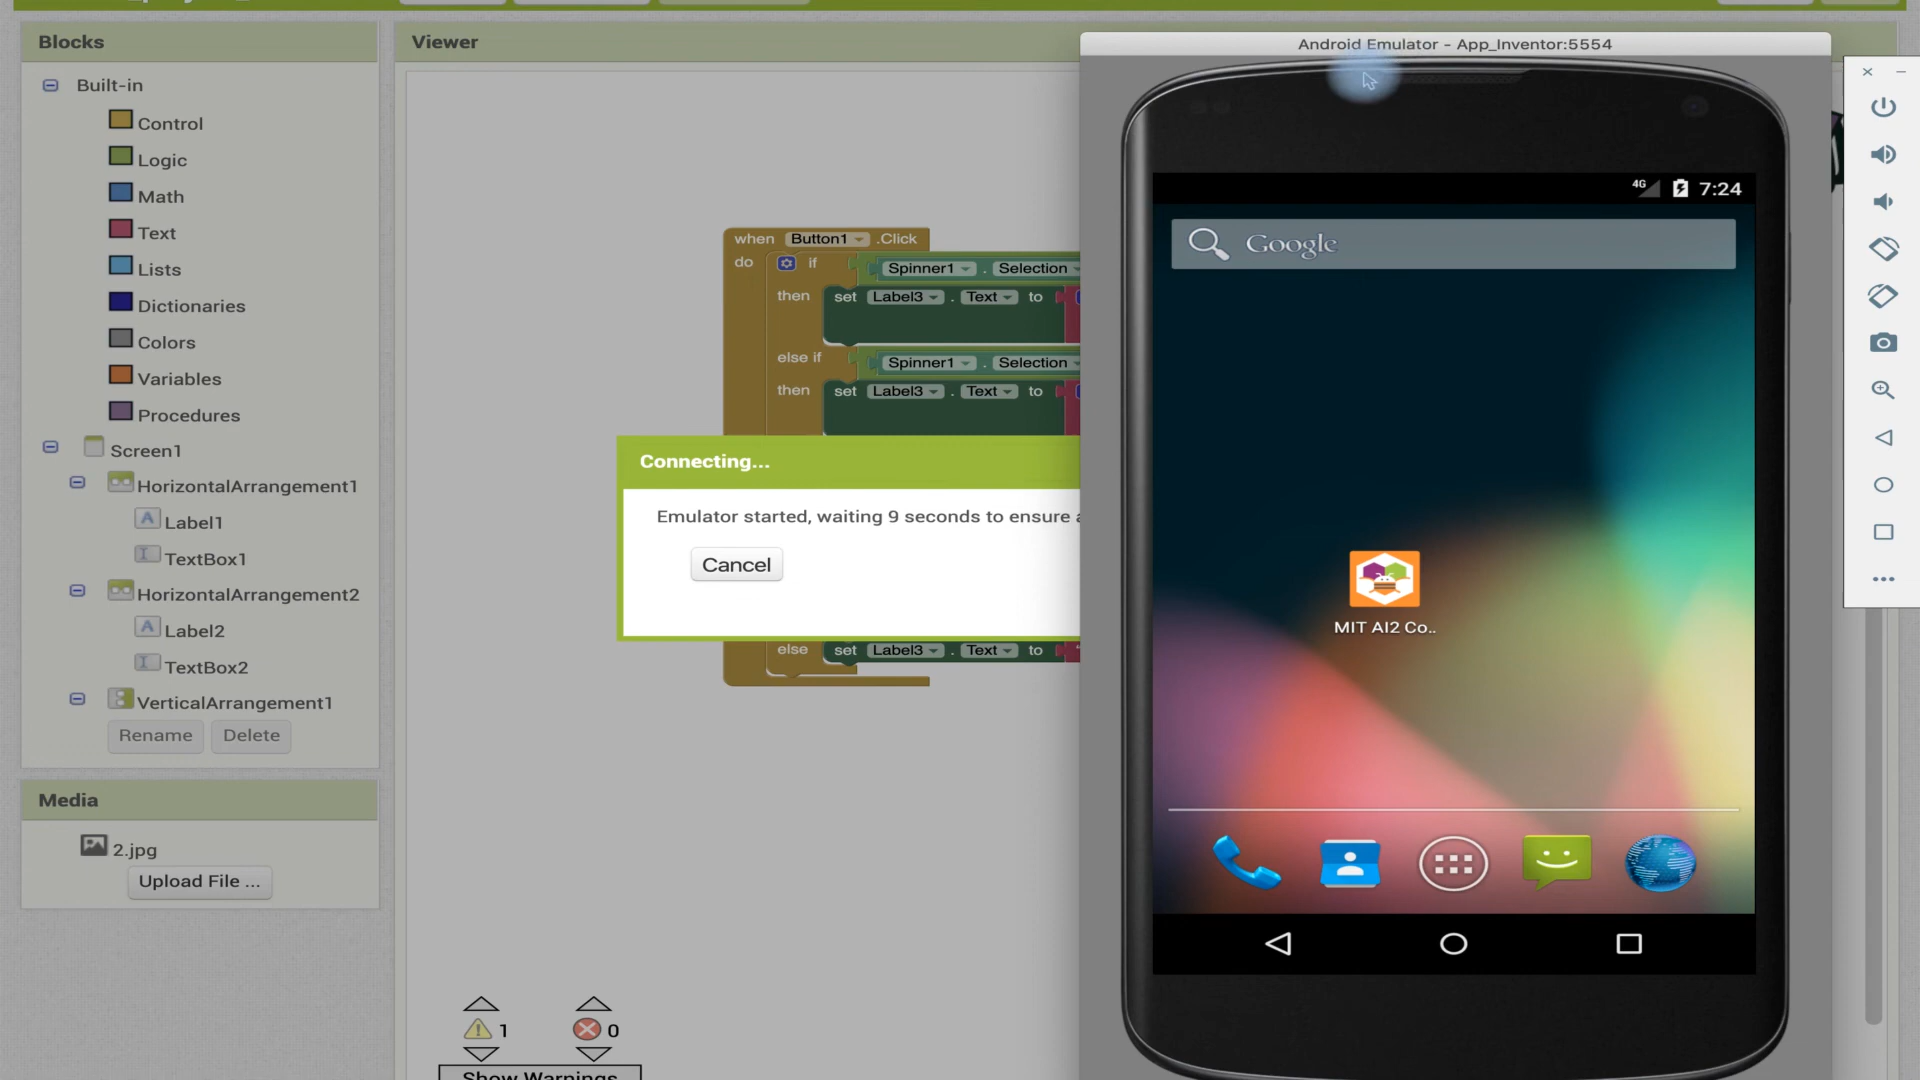 Blocks
Built-in
Control
Logic
Math
Text
Lists
Dictionaries
Colors
Variables
Procedures
Screen1
HorizontalArrangement1
Label1
TextBox1
HorizontalArrangement2
Label2
TextBox2
VerticalArrangement1
Rename Delete
Media
2.jpg
Upload File ...
Viewer
when Button1 .Click
do if Spinner1 . Selection
then set Label3 . Text to
else if Spinner1 . Selection
then set Label3 . Text to
Connecting...
Emulator started, waiting 9 seconds to ensure
Cancel
else set Label3 . Text to
1 0
Show Warnings
Android Emulator - App_Inventor:5554
4G 7:24
Google
MIT AI2 Co..